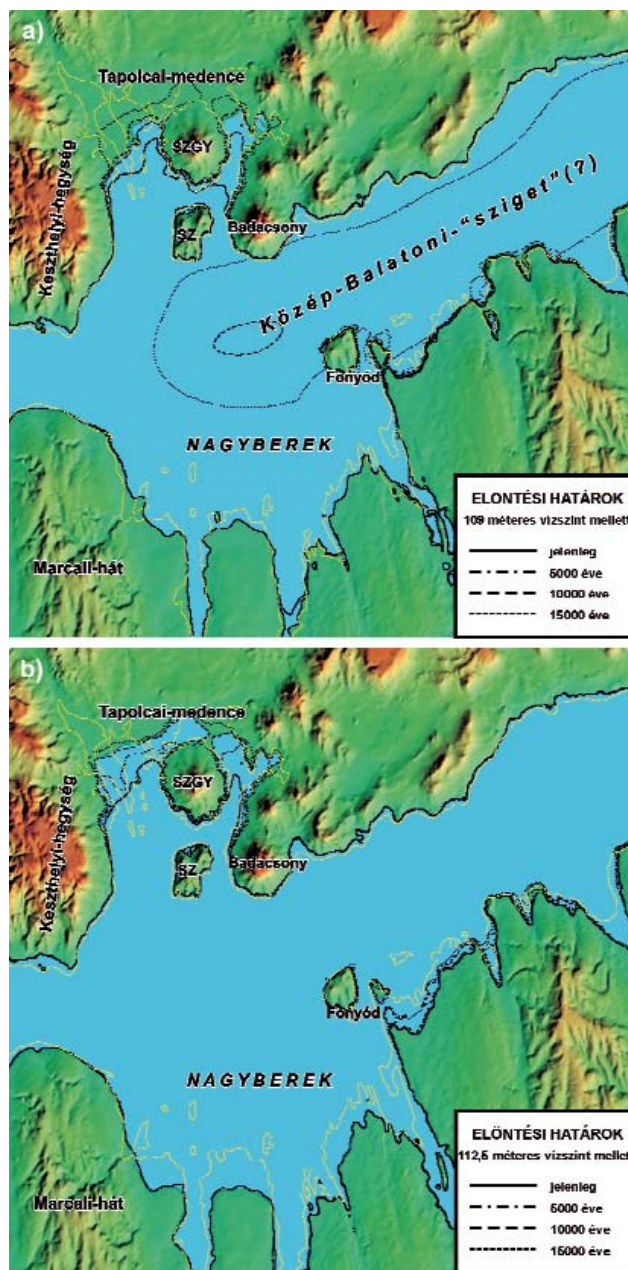 a)
Tapolcai-medence
Keszthelyi-hegység
SZGY
SZ
Badacsony
Közép-Balatoni-"sziget"(?)
Fonyód
NAGYBEREK
Marcali-hát
ELÖNTÉSI HATÁROK
109 méteres vízszint mellett
jelenleg
5000 éve
10000 éve
15000 éve
b)
Tapolcai-medence
Keszthelyi-hegység
SZGY
SZ
Badacsony
Fonyód
NAGYBEREK
Marcali-hát
ELÖNTÉSI HATÁROK
112,5 méteres vízszint mellett
jelenleg
5000 éve
10000 éve
15000 éve